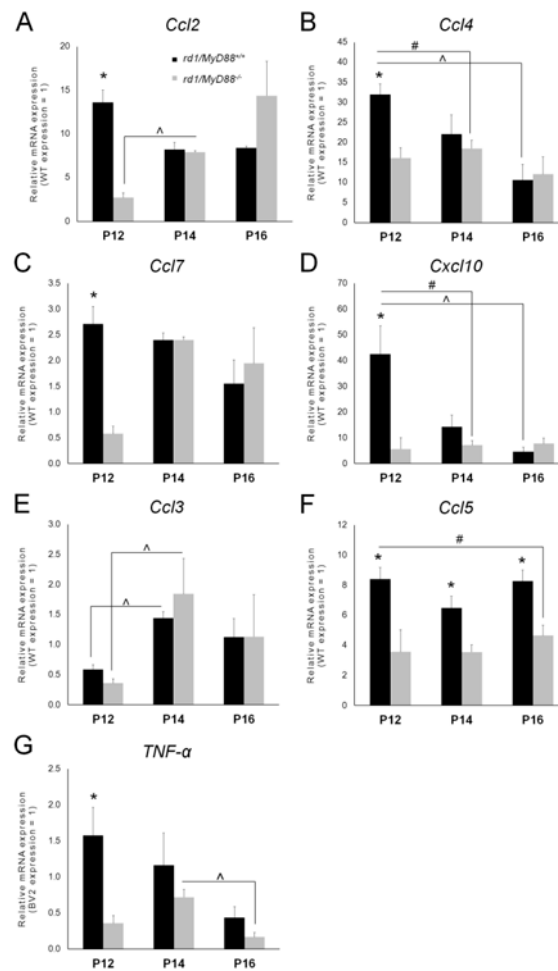 A
Ccl2
Relative mRNA expression
(WT expression = 1)
20
15
10
5
0
*
^
rd1/MyD88+/+
rd1/MyD88-/-
P12
P14
P16
B
Ccl4
Relative mRNA expression
(WT expression = 1)
45
40
35
30
25
20
15
10
5
0
#
^
*
P12
P14
P16
C
Ccl7
Relative mRNA expression
(WT expression = 1)
3.5
3.0
2.5
2.0
1.5
1.0
0.5
0.0
*
P12
P14
P16
D
Cxcl10
Relative mRNA expression
(WT expression = 1)
70
60
50
40
30
20
10
0
#
^
*
P12
P14
P16
E
Ccl3
Relative mRNA expression
(WT expression = 1)
3.0
2.5
2.0
1.5
1.0
0.5
0.0
^
^
P12
P14
P16
F
Ccl5
Relative mRNA expression
(WT expression = 1)
12
10
8
6
4
2
0
#
*
*
*
P12
P14
P16
G
TNF-α
Relative mRNA expression
(BV2 expression = 1)
2.5
2.0
1.5
1.0
0.5
0.0
*
^
P12
P14
P16